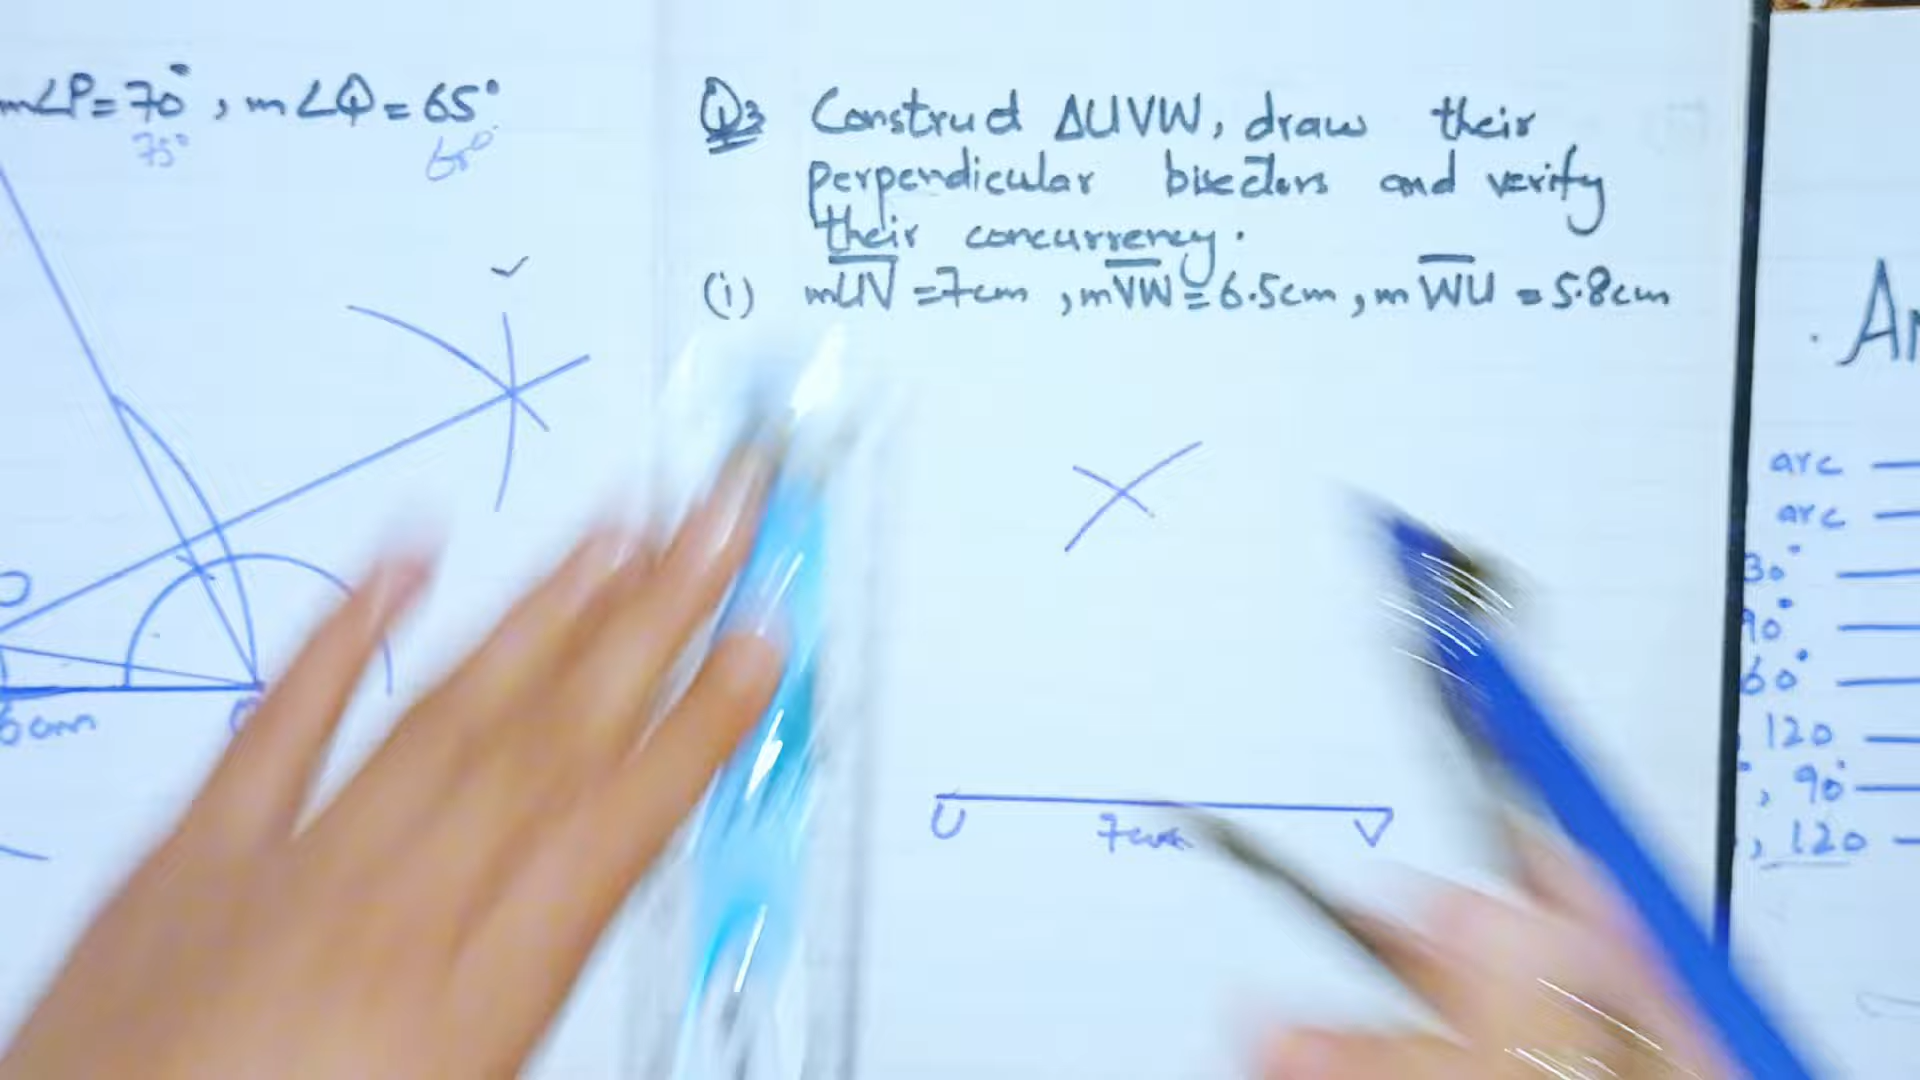 m∠P=70°, m∠Q=65°
75° 65°
6cm
Q3 Construct ΔUVW, draw their
perpendicular bisectors and verify
their concurrency.
(i) mUV=7cm, mVW=6.5cm, mWU=5.8cm
U 7cm V
arc
arc
30°
90°
60°
120
, 90°
, 120